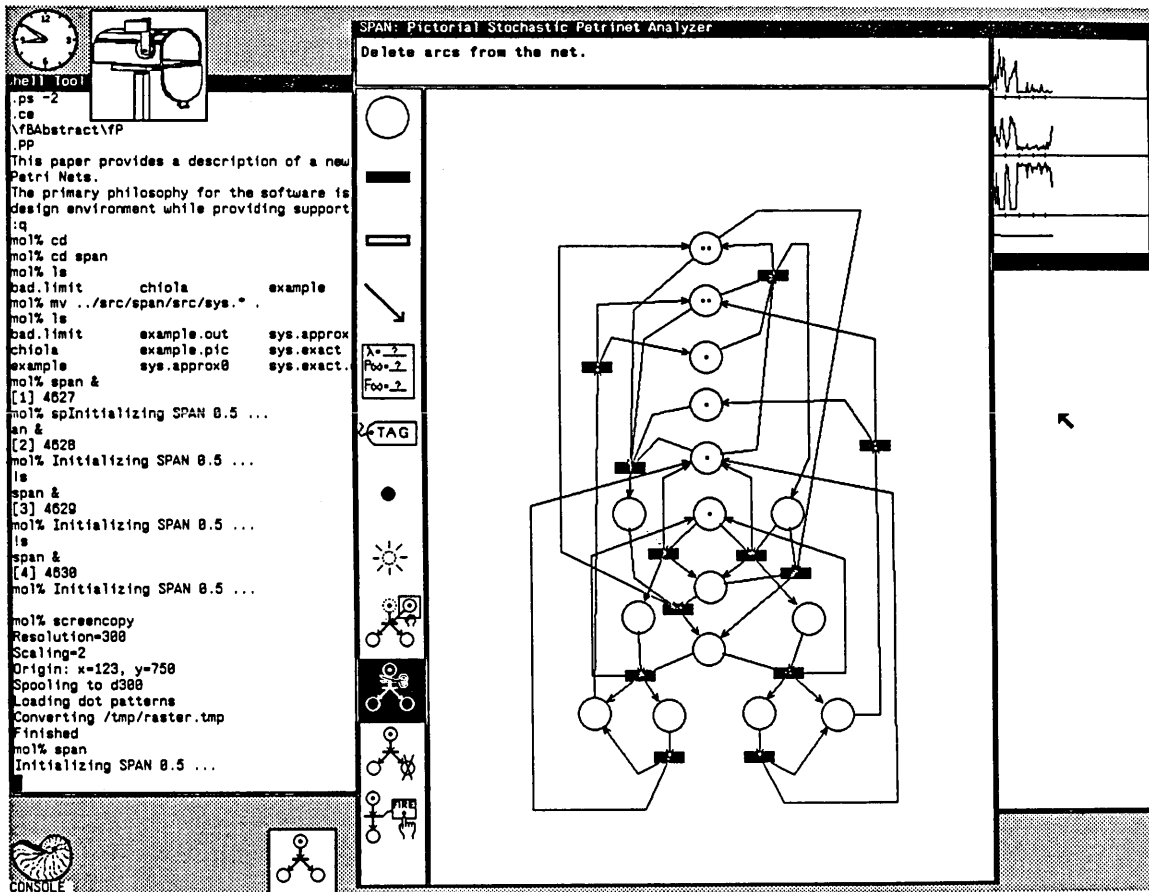 12
9
3
6
SPAN: Pictorial Stochastic Petrinet Analyzer
Delete arcs from the net.
hell Tool
.ps -2
.ce
\fBAbstract\fP
.PP
This paper provides a description of a new
Petri Nets.
The primary philosophy for the software is
design environment while providing support
:q
mol% cd
mol% cd span
mol% ls
bad.limit chiola example
mol% mv ../src/span/src/sys.* .
mol% ls
bad.limit example.out sys.approx
chiola example.pic sys.exact
example sys.approx0 sys.exact.
mol% span &
[1] 4627
mol% spInitializing SPAN 0.5 ...
an &
[2] 4628
mol% Initializing SPAN 0.5 ...
!s
span &
[3] 4629
mol% Initializing SPAN 0.5 ...
!s
span &
[4] 4630
mol% Initializing SPAN 0.5 ...
mol% screencopy
Resolution=300
Scaling=2
Origin: x=123, y=750
Spooling to d300
Loading dot patterns
Converting /tmp/raster.tmp
Finished
mol% span
Initializing SPAN 0.5 ...
λ=_?_
P∞=_?_
F∞=_?_
TAG
FIRE
CONSOLE